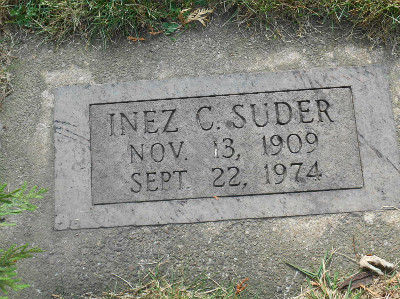 INEZ C. SUDER
NOV. 13, 1909
SEPT. 22, 1974